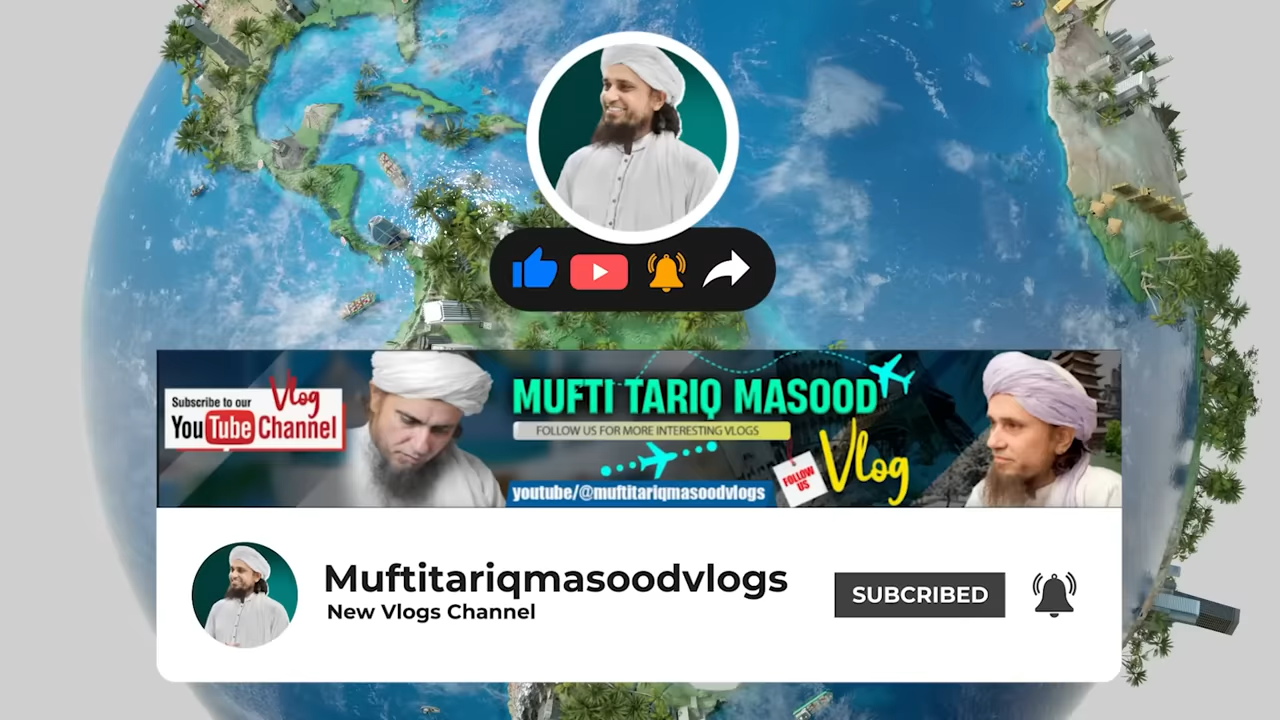 Subscribe to our
Vlog
YouTube Channel
MUFTI TARIQ MASOOD
FOLLOW US FOR MORE INTERESTING VLOGS
FOLLOW
US
Vlog
youtube/@muftitariqmasoodvlogs
Muftitariqmasoodvlogs
New Vlogs Channel
SUBCRIBED